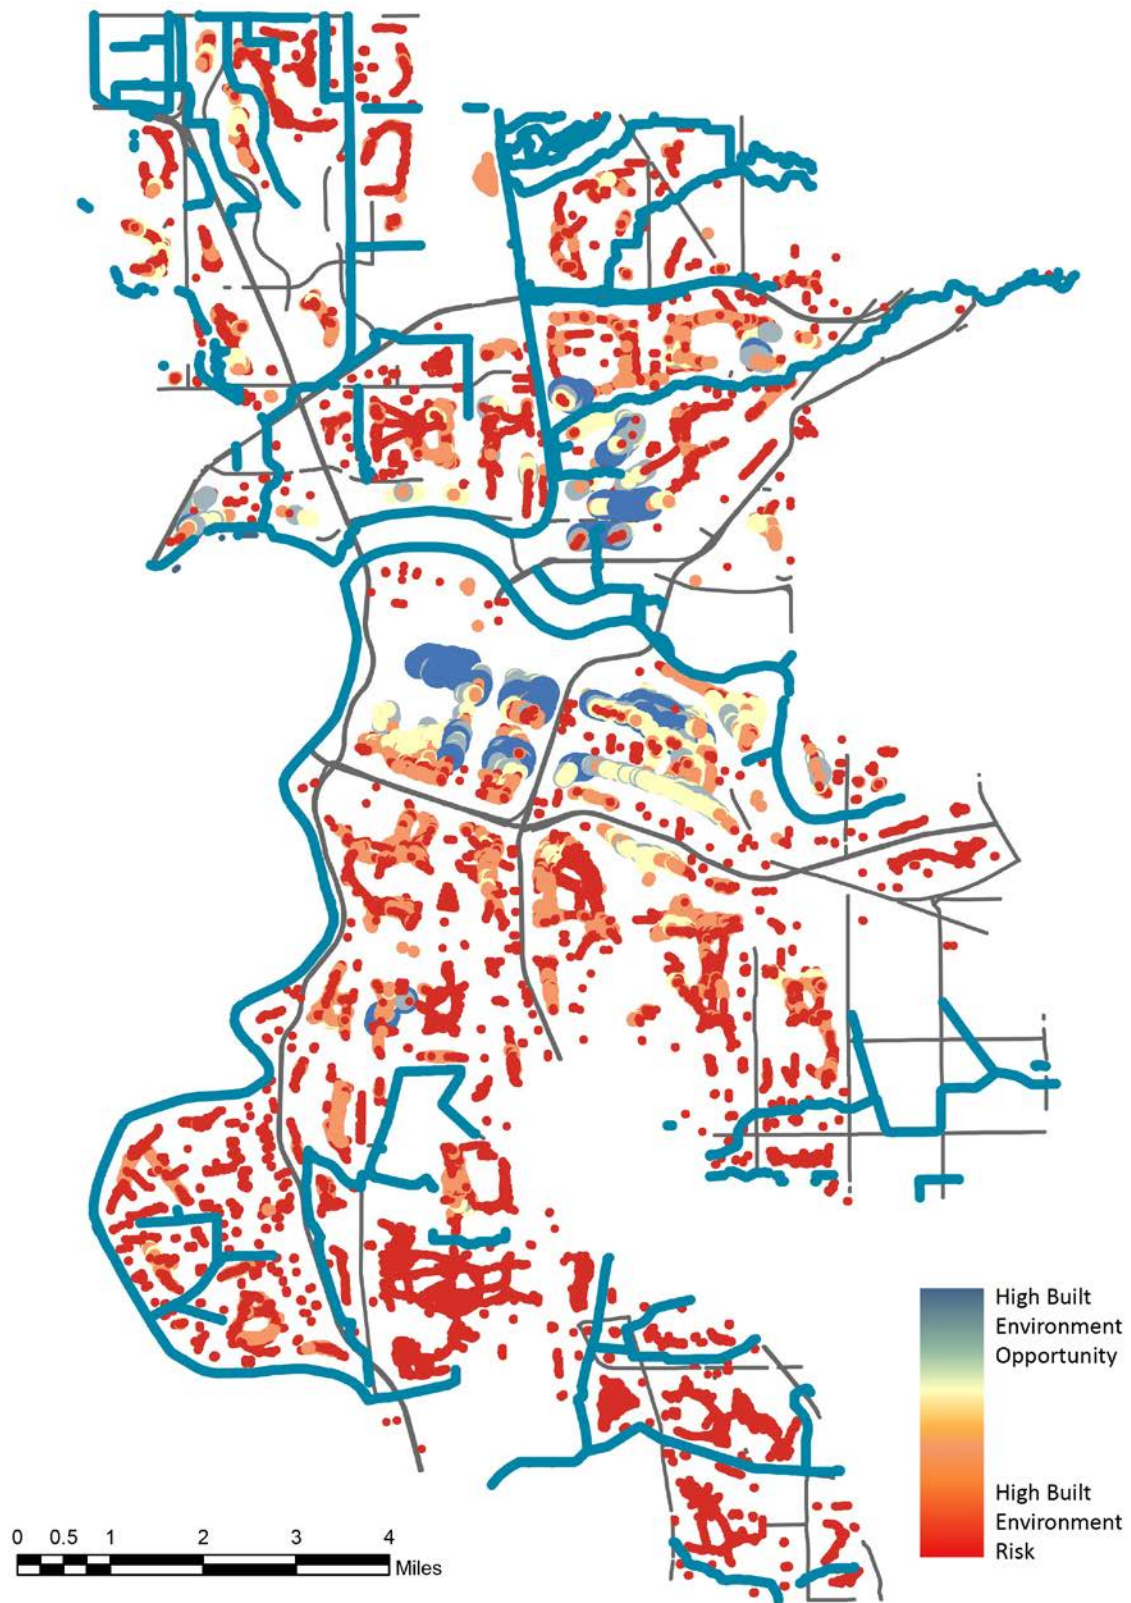 High Built
Environment
Opportunity
High Built
Environment
Risk
0 0.5 1 2 3 4
Miles